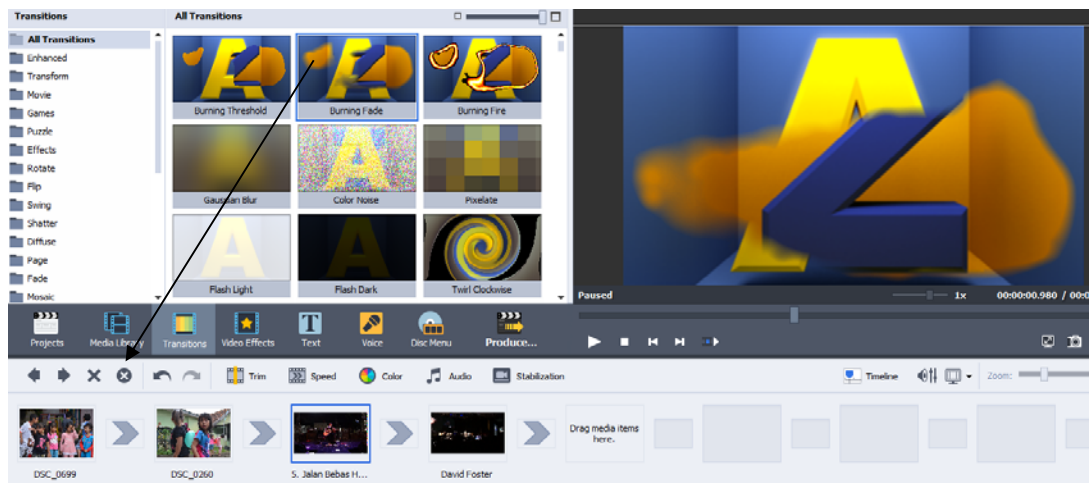 Transitions
All Transitions
All Transitions
Enhanced
Transform
Movie
Games
Puzzle
Effects
Rotate
Flip
Swing
Shatter
Diffuse
Page
Fade
Mosaic
Burning Threshold
Burning Fade
Burning Fire
Gaussian Blur
Color Noise
Pixelate
Flash Light
Flash Dark
Twirl Clockwise
Paused
1x
00:00:00.980 / 00:0
Projects
Media Library
Transitions
Video Effects
Text
Voice
Disc Menu
Produce...
Trim
Speed
Color
Audio
Stabilization
Timeline
Zoom:
DSC_0699
DSC_0260
5. Jalan Bebas H...
David Foster
Drag media items
here.